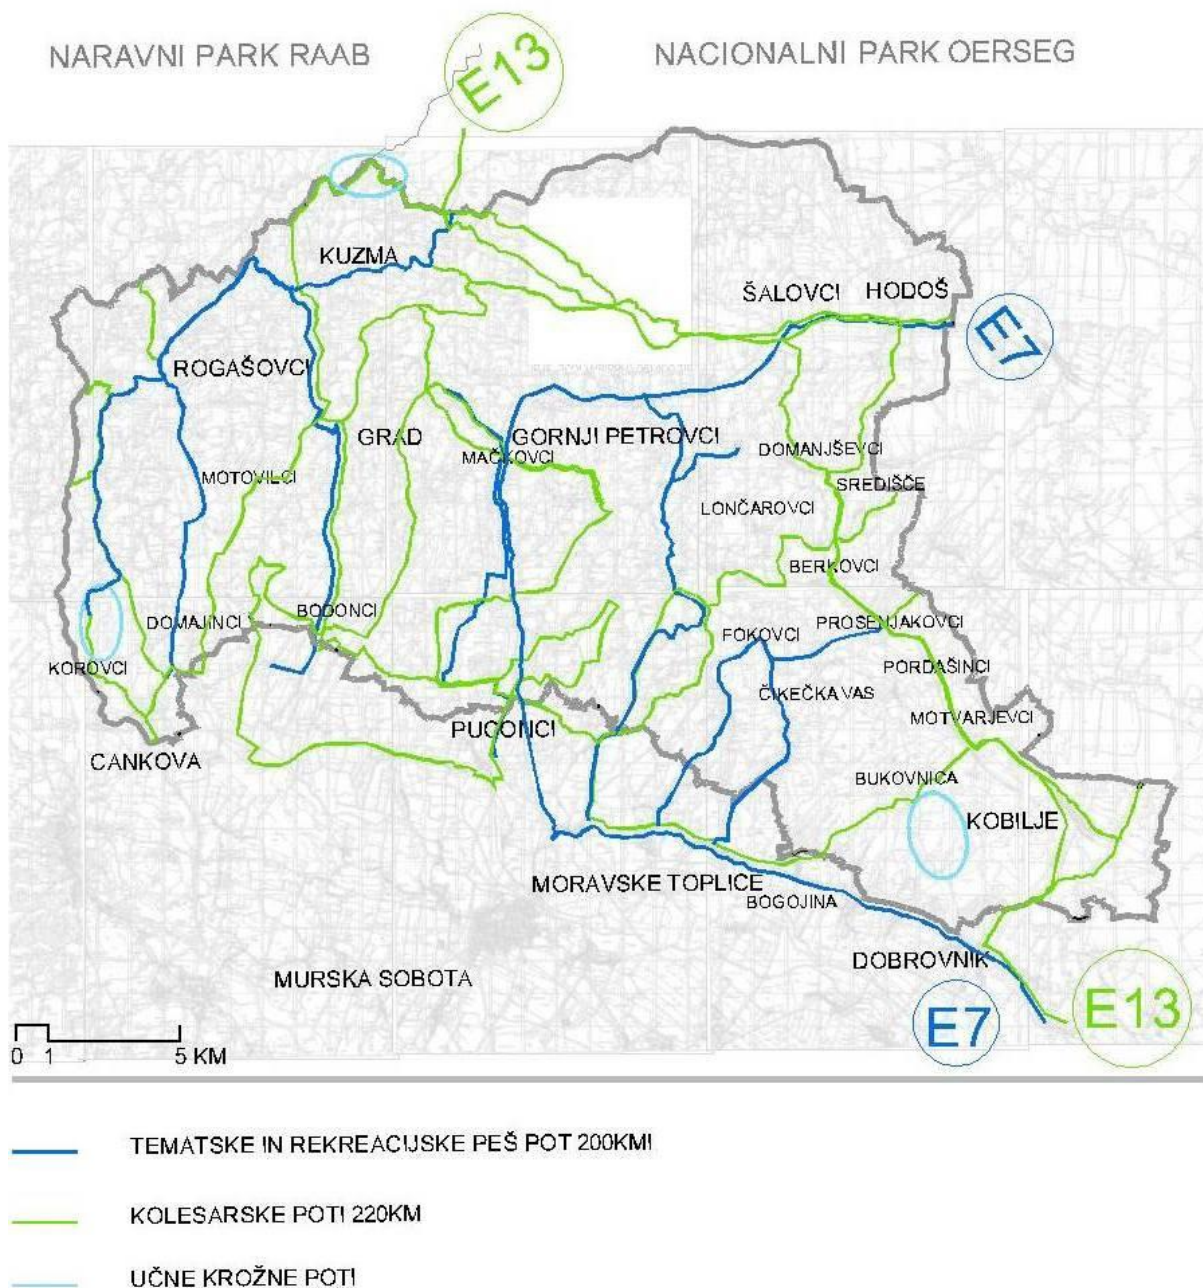 NARAVNI PARK RAAB
E13
NACIONALNI PARK OERSEG
KUZMA
ŠALOVCI
HODOŠ
E7
ROGAŠOVCI
GRAD
GORNJI PETROVCI
MAČKOVCI
DOMANJŠEVCI
MOTOVILCI
SREDIŠČE
LONČAROVCI
BERKOVCI
DOMAJINCI
BODONCI
FOKOVCI
PROSENJAKOVCI
KOROVCI
PORDAŠINCI
ČIKEČKA VAS
MOTVARJEVCI
PUCONCI
CANKOVA
BUKOVNICA
KOBILJE
MORAVSKE TOPLICE
BOGOJINA
DOBROVNIK
MURSKA SOBOTA
E7
E13
0 1 5 KM
TEMATSKE IN REKREACIJSKE PEŠ POT 200KMI
KOLESARSKE POTI 220KM
UČNE KROŽNE POTI